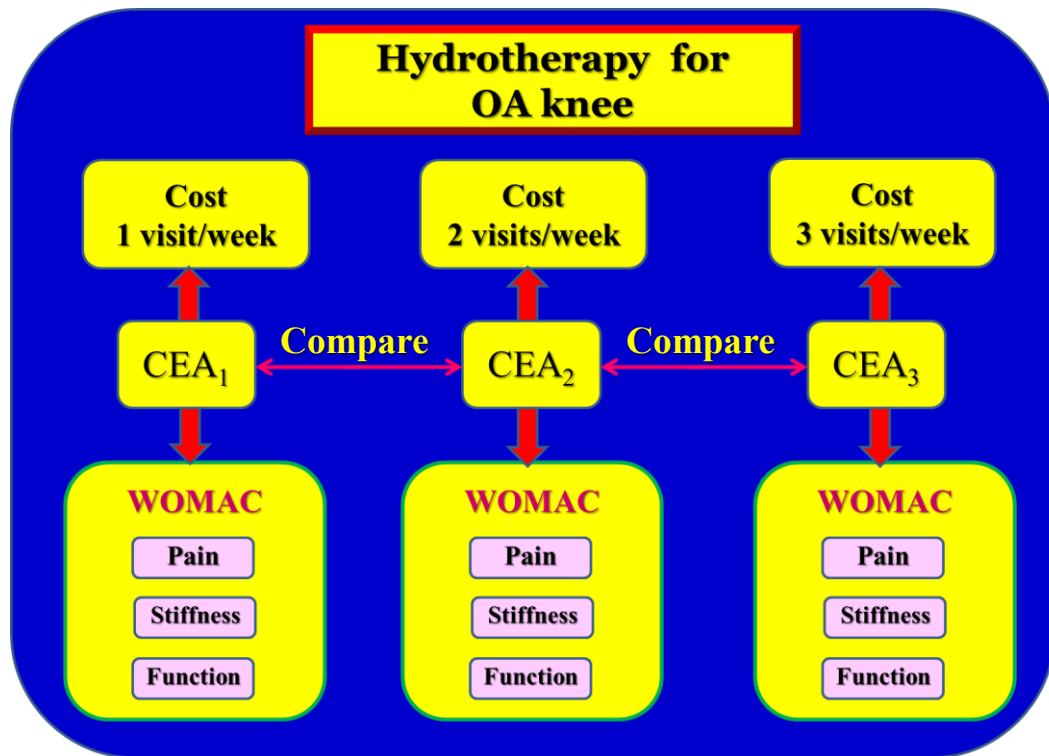 Hydrotherapy for
OA knee
Cost
1 visit/week
Cost
2 visits/week
Cost
3 visits/week
CEA₁
Compare
CEA₂
Compare
CEA₃
WOMAC
Pain
Stiffness
Function
WOMAC
Pain
Stiffness
Function
WOMAC
Pain
Stiffness
Function